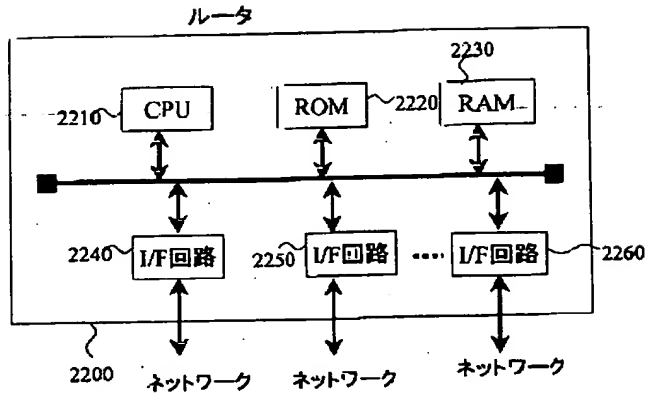 ルータ
2230
2210 CPU ROM 2220 RAM
2240 I/F回路 2250 I/F回路 ···· I/F回路 2260
2200
ネットワーク ネットワーク ネットワーク